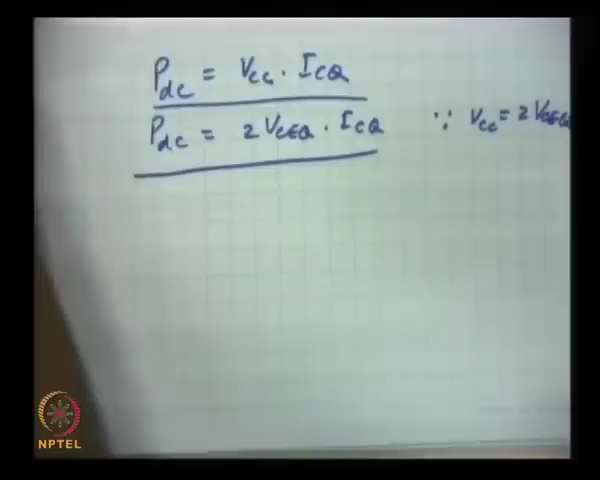 Pdc = Vcc . ICQ
Pdc = 2 VCEQ . ICQ ∵ Vcc = 2 VCEQ
NPTEL